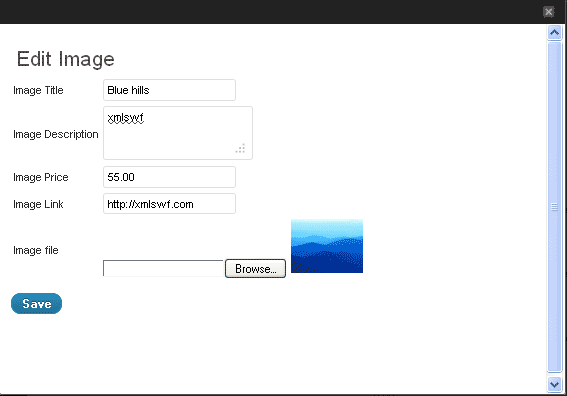 Edit Image
Image Title Blue hills
Image Description xmlswf
Image Price 55.00
Image Link http://xmlswf.com
Image file
Browse...
Save